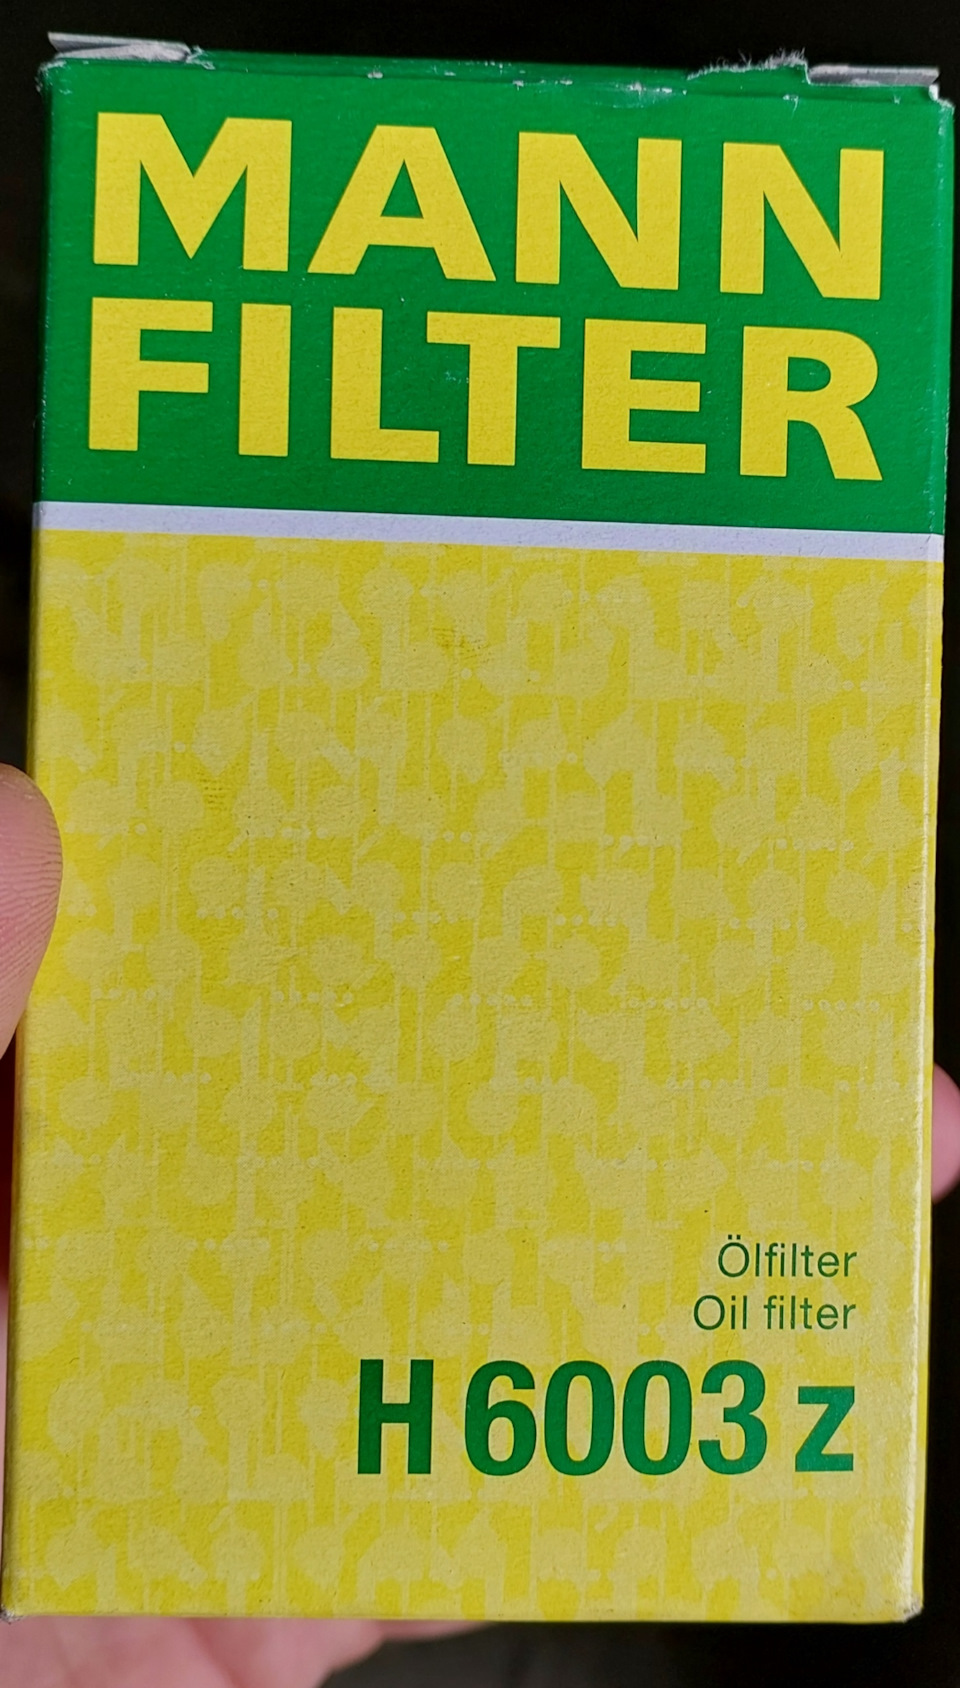 MANN
FILTER
Ölfilter
Oil filter
H 6003 z